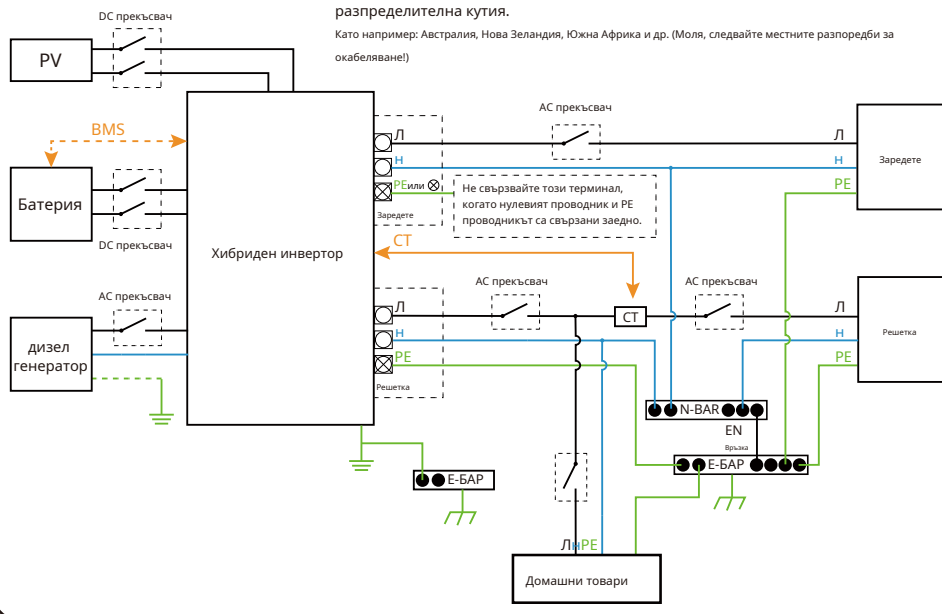 разпределителна кутия.
Като например: Австралия, Нова Зеландия, Южна Африка и др. (Моля, следвайте местните разпоредби за
окабеляване!)
DC прекъсвач
PV
BMS
Батерия
DC прекъсвач
AC прекъсвач
дизел
генератор
Хибриден инвертор
Л
н
PEили
Заредете
Не свързвайте този терминал,
когато нулевият проводник и PE
проводникът са свързани заедно.
AC прекъсвач
Л
н
PE
Заредете
CT
Л
н
PE
Решетка
AC прекъсвач
CT
AC прекъсвач
Л
н
PE
Решетка
N-BAR
EN
Връзка
Е-БАР
Е-БАР
ЛнPE
Домашни товари